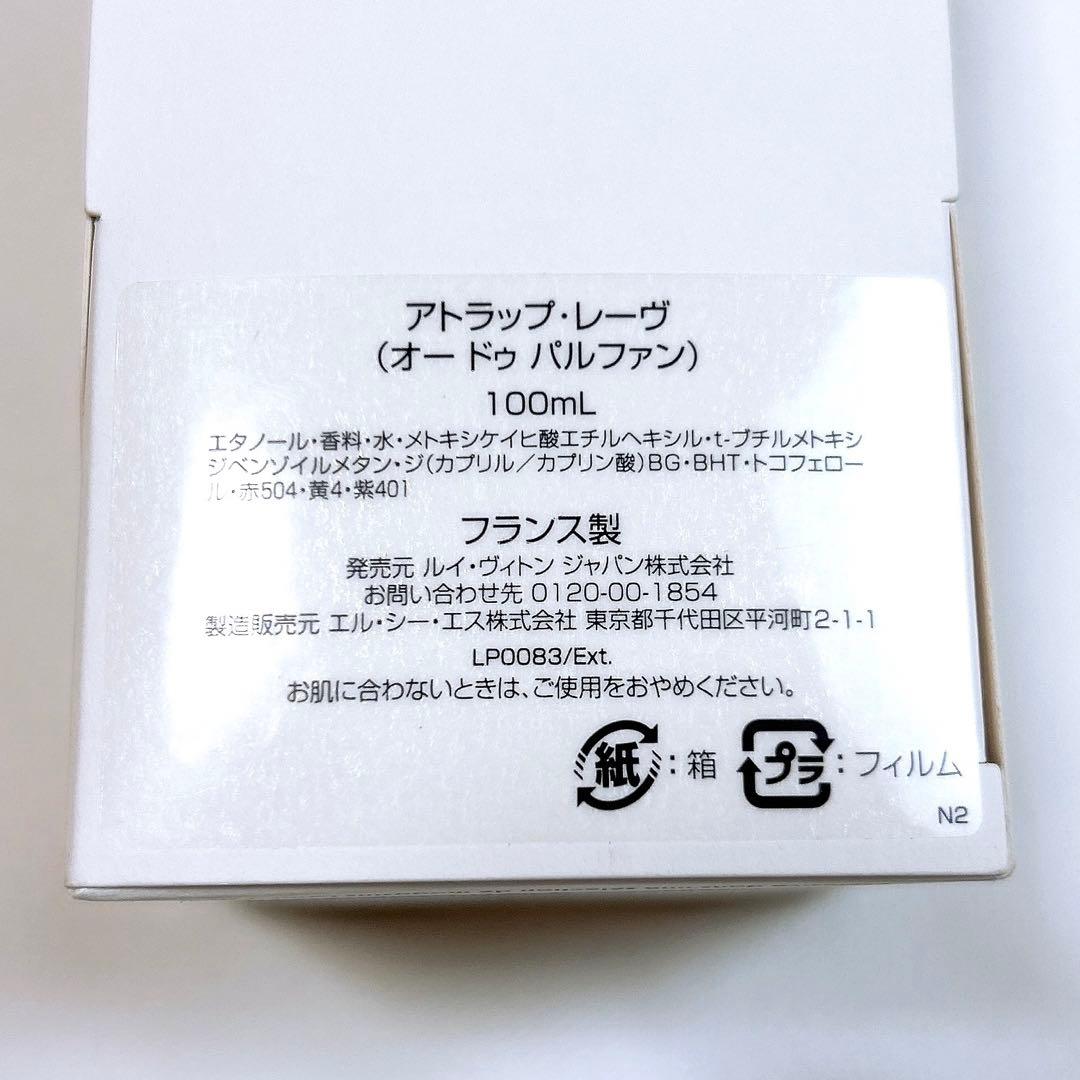 アトラップ・レーヴ
(オー ドゥ パルファン)
100mL
エタノール・香料・水・メトキシケイヒ酸エチルヘキシル・t-ブチルメトキシ
ジベンゾイルメタン・ジ(カプリル/カプリン酸)BG・BHT・トコフェロー
ル・赤504・黄4・紫401
フランス製
発売元 ルイ・ヴィトン ジャパン株式会社
お問い合わせ先 0120-00-1854
製造販売元 エル・シー・エス株式会社 東京都千代田区平河町2-1-1
LP0083/Ext.
お肌に合わないときは、ご使用をおやめください。
紙:箱 プラ:フィルム
N2